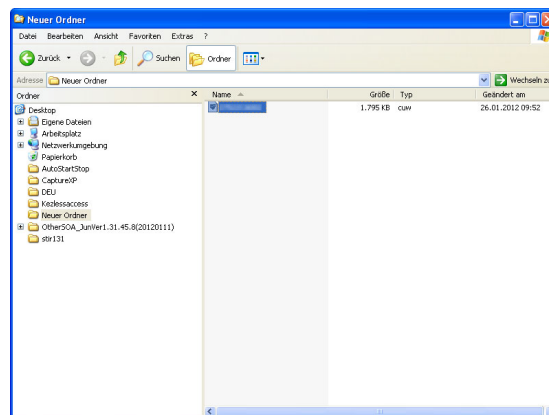 Neuer Ordner
Datei Bearbeiten Ansicht Favoriten Extras ?
Zurück Suchen Ordner
Adresse Neuer Ordner Wechseln zu
Ordner x Name Größe Typ Geändert am
1.795 KB cuw 26.01.2012 09:52
Desktop
Eigene Dateien
Arbeitsplatz
Netzwerkumgebung
Papierkorb
AutoStartStop
CaptureXP
DEU
Kezlessaccess
Neuer Ordner
OtherSOA_JunVer1.31.45.8(20120111)
stir131